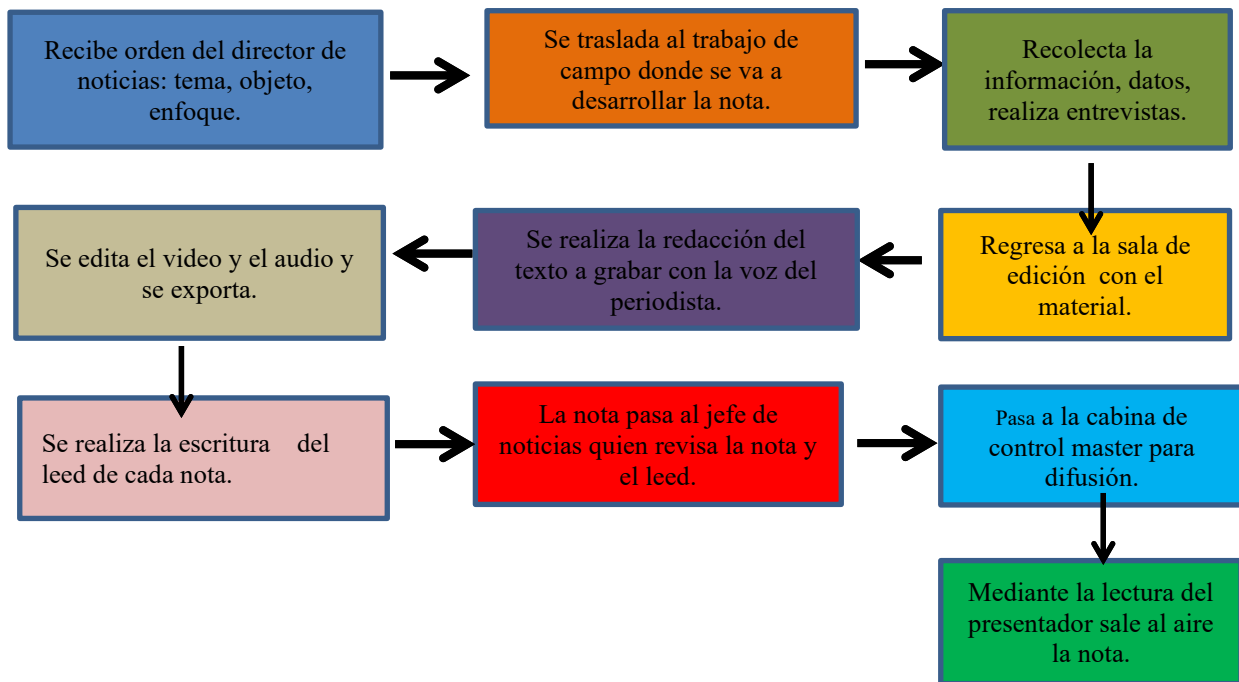 Recibe orden del director de
noticias: tema, objeto,
enfoque.
Se traslada al trabajo de
campo donde se va a
desarrollar la nota.
Recolecta la
información, datos,
realiza entrevistas.
Regresa a la sala de
edición con el
material.
Se realiza la redacción del
texto a grabar con la voz del
periodista.
Se edita el video y el audio y
se exporta.
Se realiza la escritura del
leed de cada nota.
La nota pasa al jefe de
noticias quien revisa la nota y
el leed.
Pasa a la cabina de
control master para
difusión.
Mediante la lectura del
presentador sale al aire
la nota.